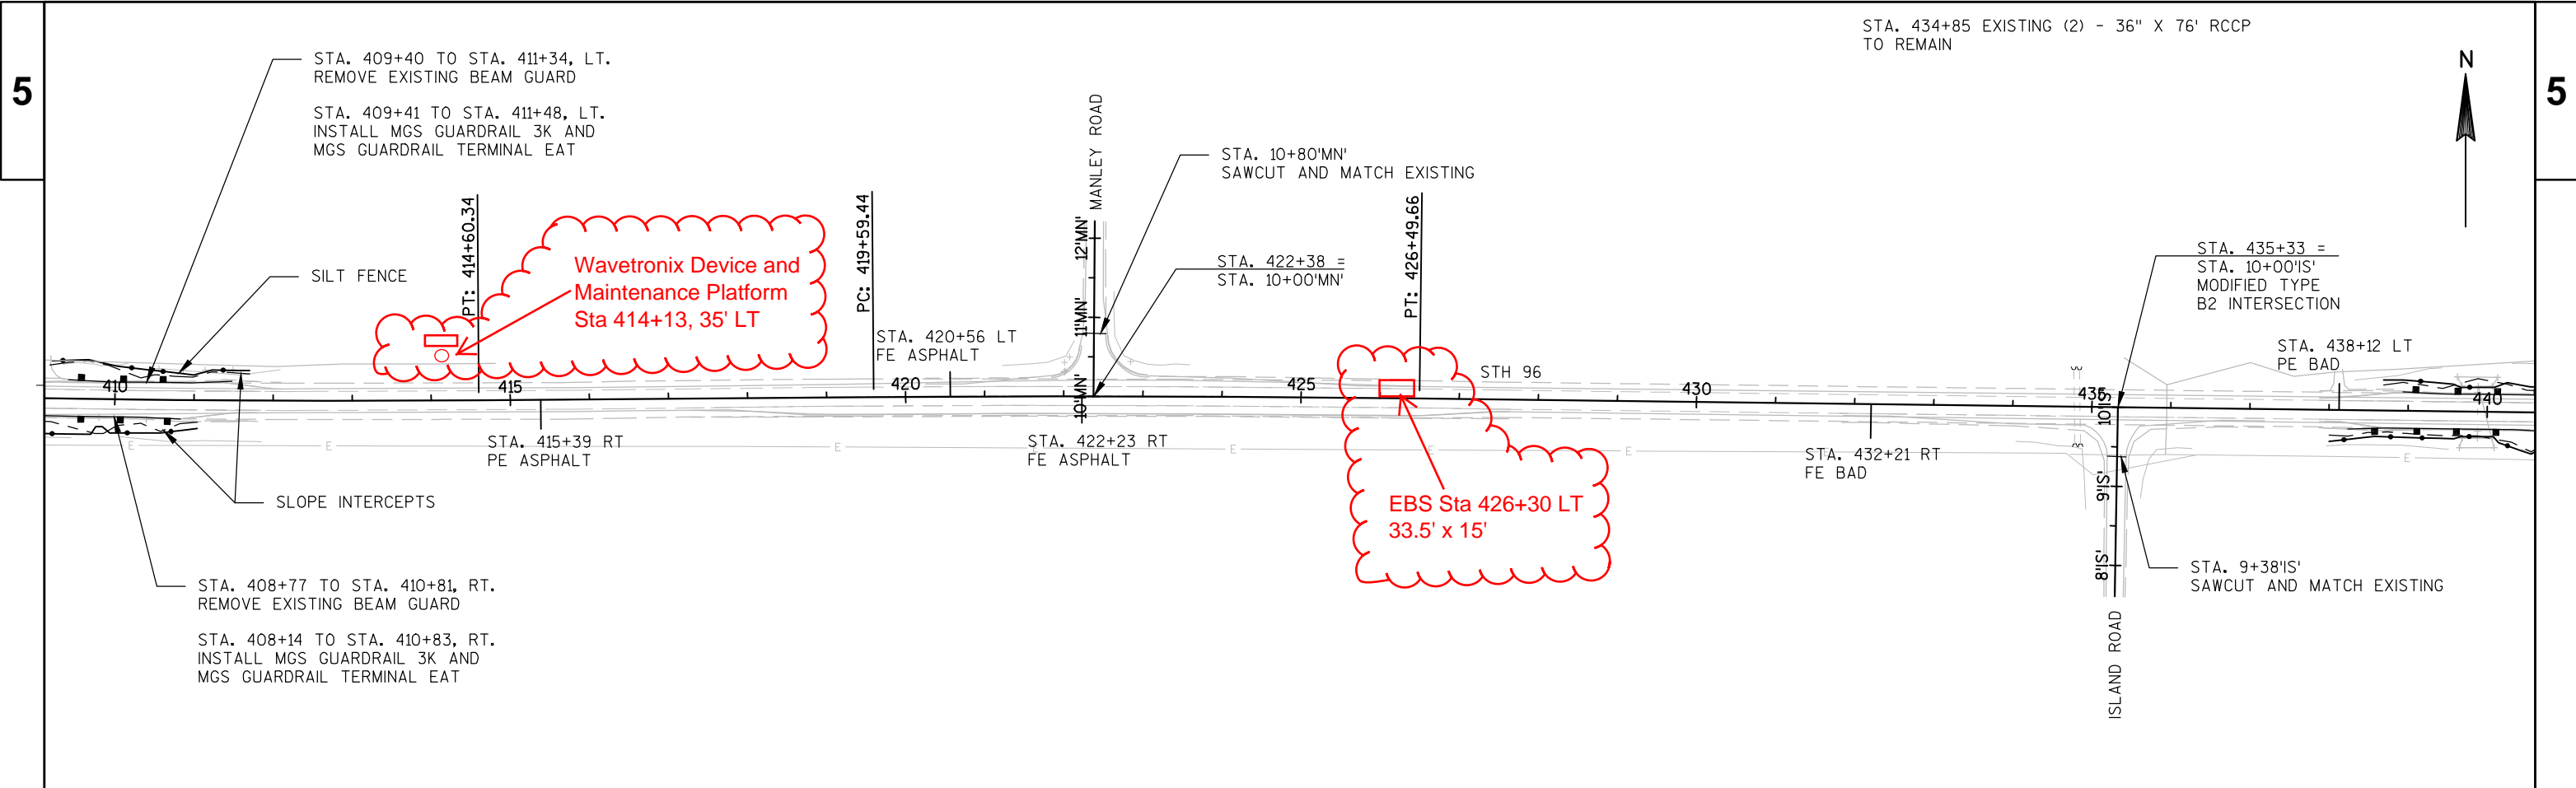 5
5
STA. 434+85 EXISTING (2) - 36" X 76' RCCP
TO REMAIN
N
STA. 409+40 TO STA. 411+34, LT.
REMOVE EXISTING BEAM GUARD
STA. 409+41 TO STA. 411+48, LT.
INSTALL MGS GUARDRAIL 3K AND
MGS GUARDRAIL TERMINAL EAT
SILT FENCE
PT: 414+60.34
Wavetronix Device and
Maintenance Platform
Sta 414+13, 35' LT
PC: 419+59.44
STA. 420+56 LT
FE ASPHALT
MANLEY ROAD
12'MN'
11'MN'
10'MN'
STA. 10+80'MN'
SAWCUT AND MATCH EXISTING
STA. 422+38 =
STA. 10+00'MN'
PT: 426+49.66
STH 96
STA. 435+33 =
STA. 10+00'IS'
MODIFIED TYPE
B2 INTERSECTION
STA. 438+12 LT
PE BAD
410
415
420
425
430
435
440
10'IS'
9'IS'
8'IS'
E
E
E
E
E
E
E
STA. 415+39 RT
PE ASPHALT
STA. 422+23 RT
FE ASPHALT
STA. 432+21 RT
FE BAD
SLOPE INTERCEPTS
EBS Sta 426+30 LT
33.5' x 15'
STA. 408+77 TO STA. 410+81, RT.
REMOVE EXISTING BEAM GUARD
STA. 408+14 TO STA. 410+83, RT.
INSTALL MGS GUARDRAIL 3K AND
MGS GUARDRAIL TERMINAL EAT
STA. 9+38'IS'
SAWCUT AND MATCH EXISTING
ISLAND ROAD